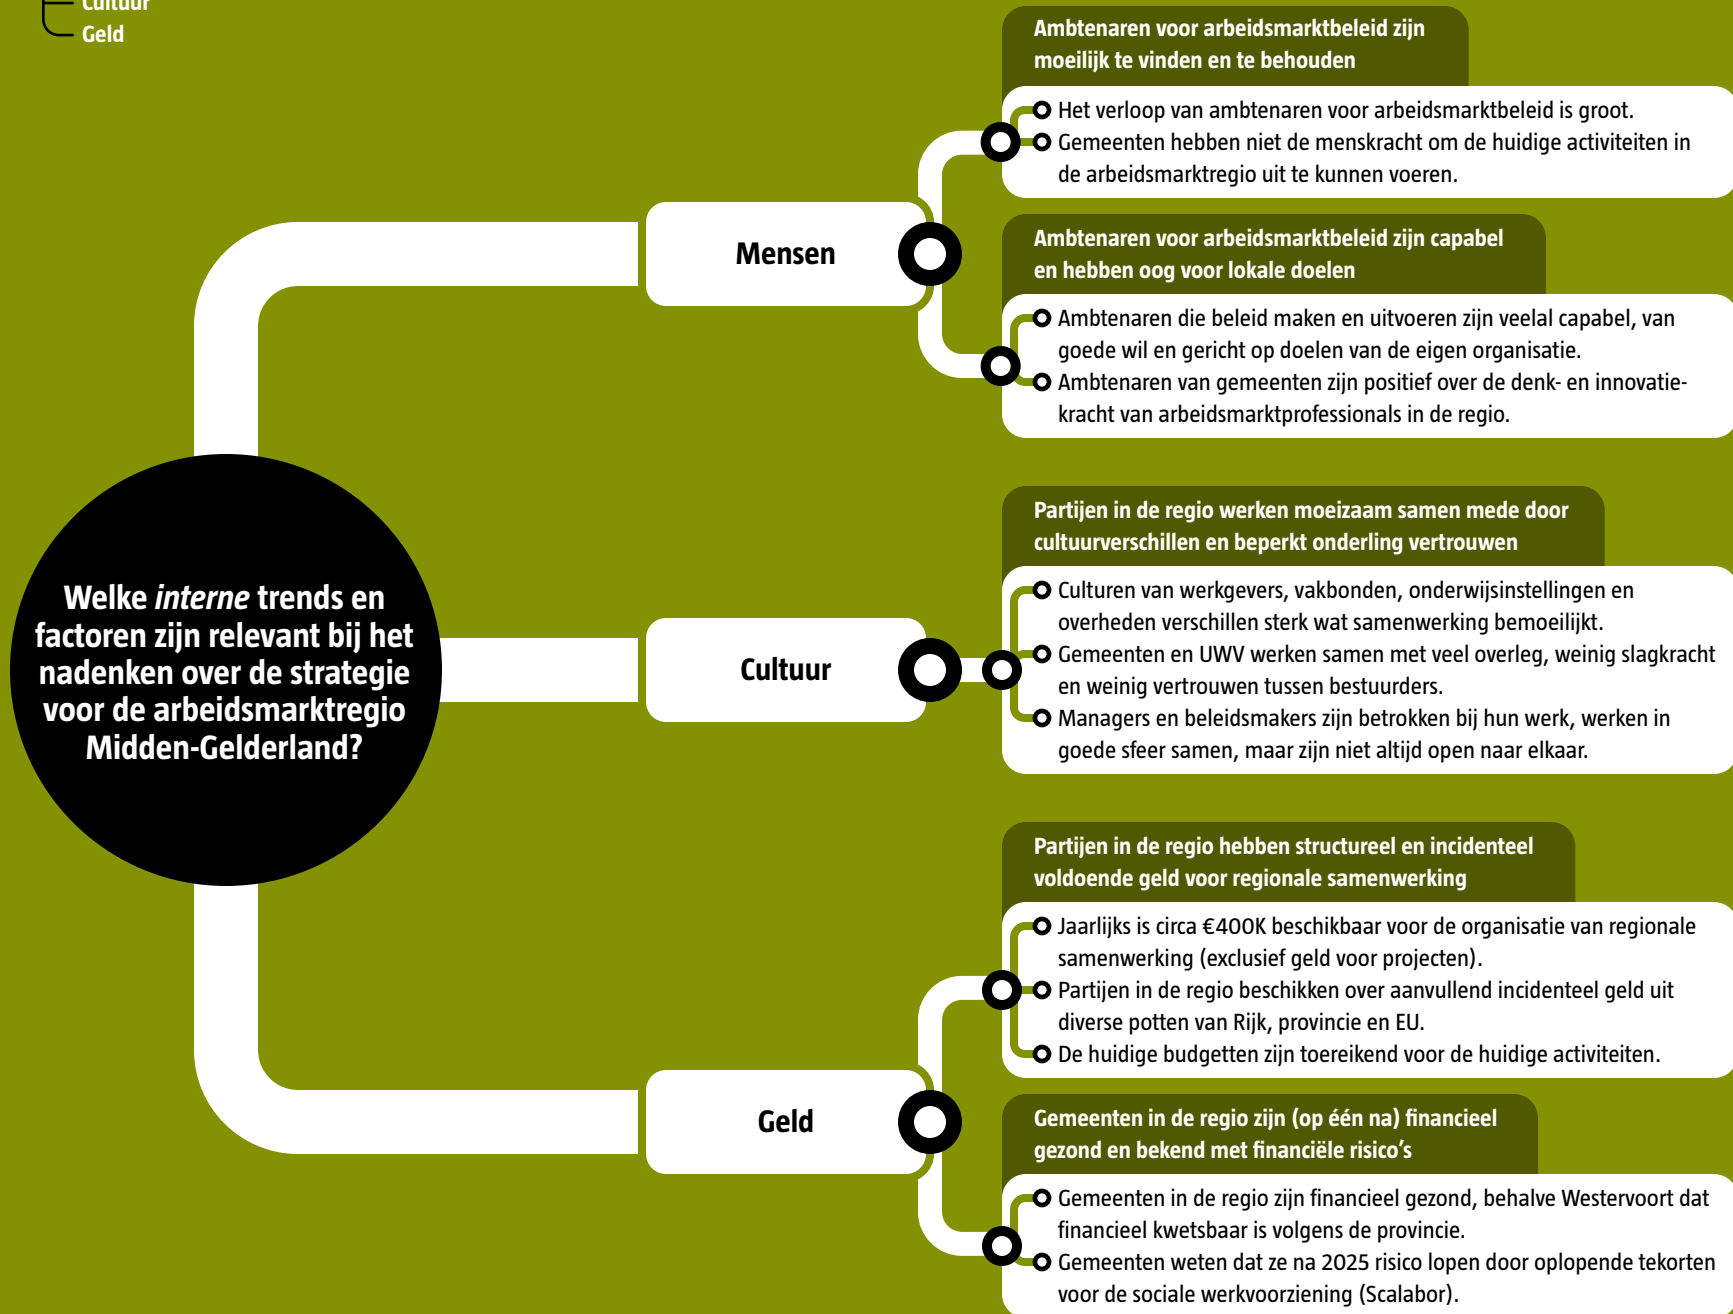 Cultuur
Geld
Welke interne trends en
factoren zijn relevant bij het
nadenken over de strategie
voor de arbeidsmarktregio
Midden-Gelderland?
Mensen
Ambtenaren voor arbeidsmarktbeleid zijn
moeilijk te vinden en te behouden
Het verloop van ambtenaren voor arbeidsmarktbeleid is groot.
Gemeenten hebben niet de menskracht om de huidige activiteiten in
de arbeidsmarktregio uit te kunnen voeren.
Ambtenaren voor arbeidsmarktbeleid zijn capabel
en hebben oog voor lokale doelen
Ambtenaren die beleid maken en uitvoeren zijn veelal capabel, van
goede wil en gericht op doelen van de eigen organisatie.
Ambtenaren van gemeenten zijn positief over de denk- en innovatie-
kracht van arbeidsmarktprofessionals in de regio.
Cultuur
Partijen in de regio werken moeizaam samen mede door
cultuurverschillen en beperkt onderling vertrouwen
Culturen van werkgevers, vakbonden, onderwijsinstellingen en
overheden verschillen sterk wat samenwerking bemoeilijkt.
Gemeenten en UWV werken samen met veel overleg, weinig slagkracht
en weinig vertrouwen tussen bestuurders.
Managers en beleidsmakers zijn betrokken bij hun werk, werken in
goede sfeer samen, maar zijn niet altijd open naar elkaar.
Geld
Partijen in de regio hebben structureel en incidenteel
voldoende geld voor regionale samenwerking
Jaarlijks is circa €400K beschikbaar voor de organisatie van regionale
samenwerking (exclusief geld voor projecten).
Partijen in de regio beschikken over aanvullend incidenteel geld uit
diverse potten van Rijk, provincie en EU.
De huidige budgetten zijn toereikend voor de huidige activiteiten.
Gemeenten in de regio zijn (op één na) financieel
gezond en bekend met financiële risico's
Gemeenten in de regio zijn financieel gezond, behalve Westervoort dat
financieel kwetsbaar is volgens de provincie.
Gemeenten weten dat ze na 2025 risico lopen door oplopende tekorten
voor de sociale werkvoorziening (Scalabor).